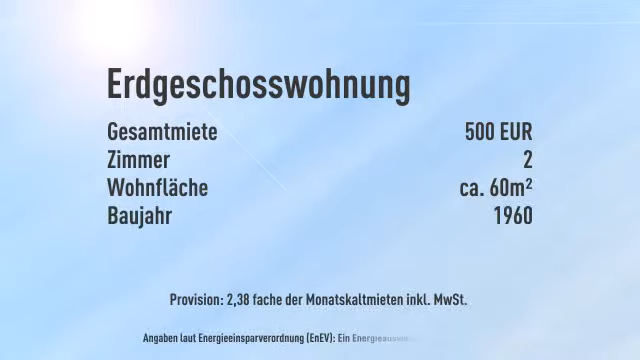 Erdgeschosswohnung
Gesamtmiete 500 EUR
Zimmer 2
Wohnfläche ca. 60m²
Baujahr 1960
Provision: 2,38 fache der Monatskaltmieten inkl. MwSt.
Angaben laut Energieeinsparverordnung (EnEV): Ein